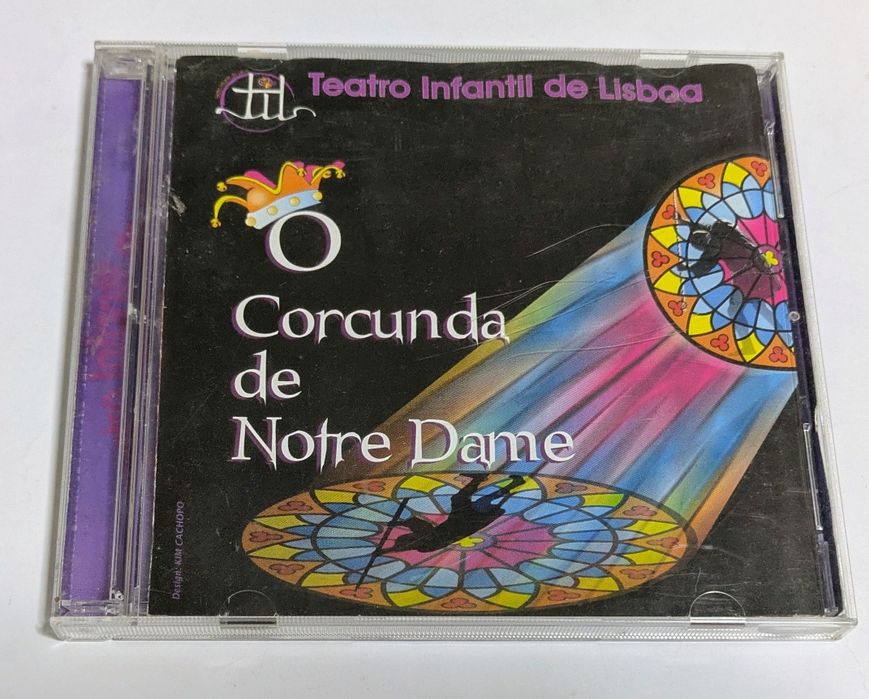 til
Teatro Infantil de Lisboa
O
Corcunda
de
Notre Dame
Design: KIM CACHOPO